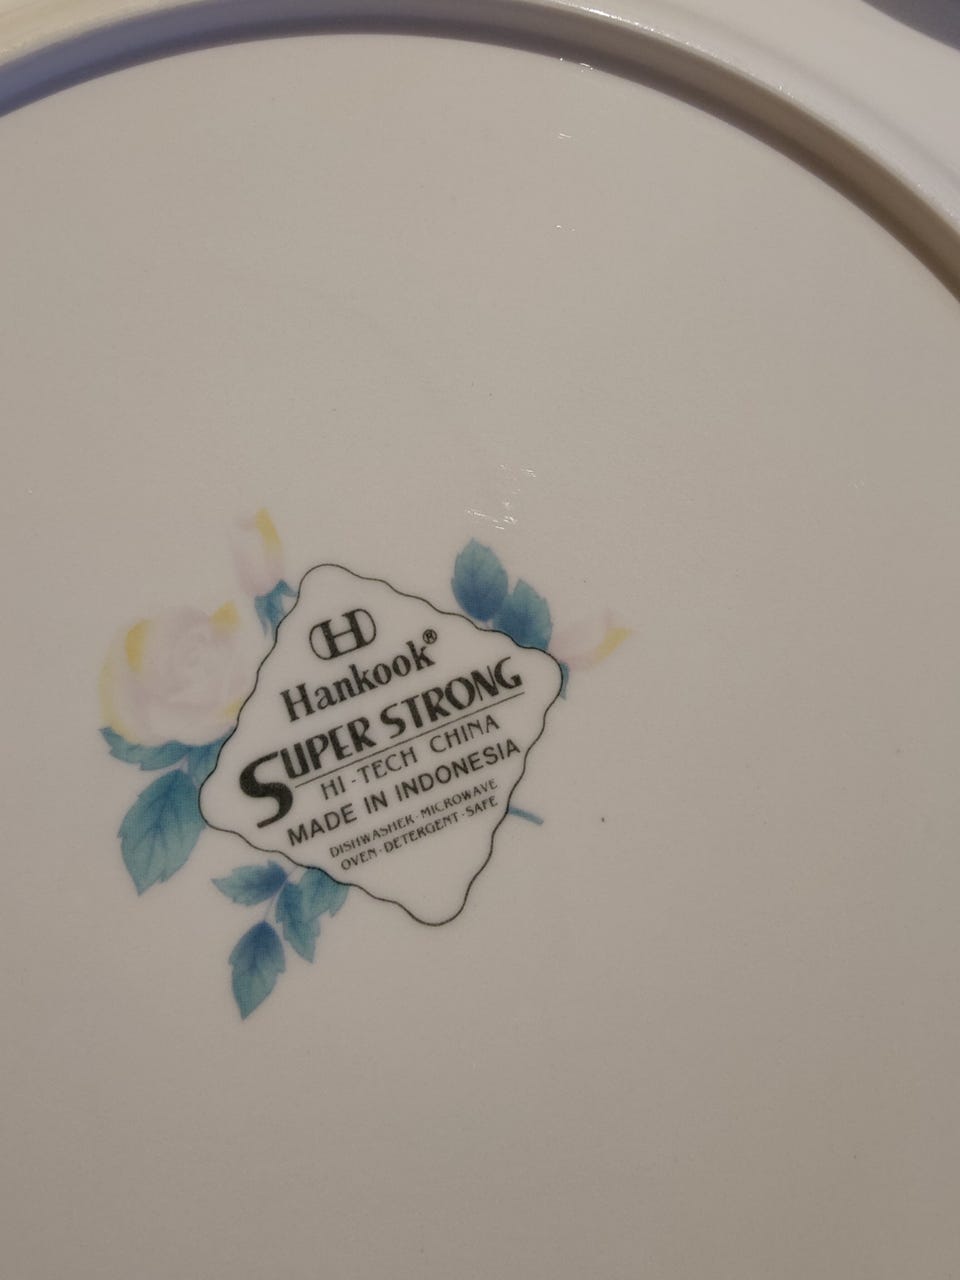 H
Hankook®
SUPER STRONG
HI-TECH CHINA
MADE IN INDONESIA
DISHWASHER·MICROWAVE
OVEN·DETERGENT·SAFE